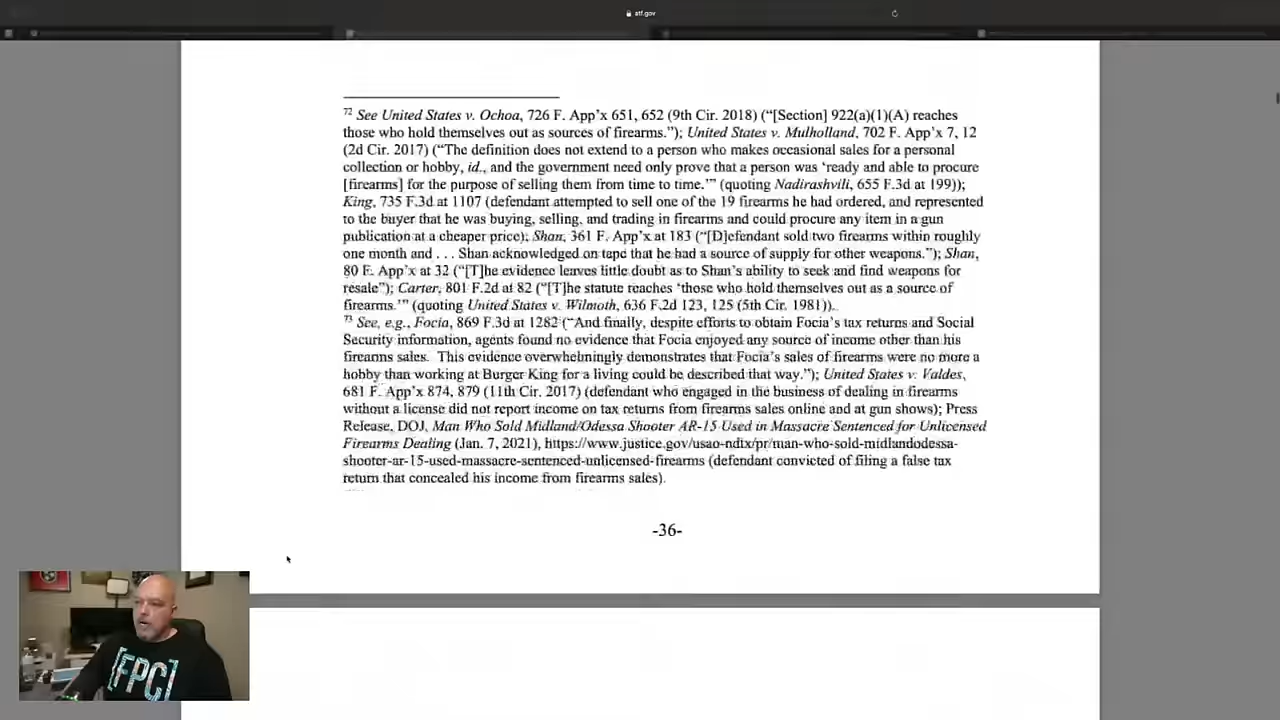 atf.gov
72 See United States v. Ochoa, 726 F. App’x 651, 652 (9th Cir. 2018) (“[Section] 922(a)(1)(A) reaches
those who hold themselves out as sources of firearms.”); United States v. Mulholland, 702 F. App’x 7, 12
(2d Cir. 2017) (“The definition does not extend to a person who makes occasional sales for a personal
collection or hobby, id., and the government need only prove that a person was ‘ready and able to procure
[firearms] for the purpose of selling them from time to time.’” (quoting Nadirashvili, 655 F.3d at 199));
King, 735 F.3d at 1107 (defendant attempted to sell one of the 19 firearms he had ordered, and represented
to the buyer that he was buying, selling, and trading in firearms and could procure any item in a gun
publication at a cheaper price); Shan, 361 F. App’x at 183 (“[D]efendant sold two firearms within roughly
one month and . . . Shan acknowledged on tape that he had a source of supply for other weapons.”); Shan,
80 F. App’x at 32 (“[T]he evidence leaves little doubt as to Shan’s ability to seek and find weapons for
resale”); Carter, 801 F.2d at 82 (“[T]he statute reaches ‘those who hold themselves out as a source of
firearms.’” (quoting United States v. Wilmoth, 636 F.2d 123, 125 (5th Cir. 1981)).
73 See, e.g., Focia, 869 F.3d at 1282 (“And finally, despite efforts to obtain Focia’s tax returns and Social
Security information, agents found no evidence that Focia enjoyed any source of income other than his
firearms sales. This evidence overwhelmingly demonstrates that Focia’s sales of firearms were no more a
hobby than working at Burger King for a living could be described that way.”); United States v. Valdes,
681 F. App’x 874, 879 (11th Cir. 2017) (defendant who engaged in the business of dealing in firearms
without a license did not report income on tax returns from firearms sales online and at gun shows); Press
Release, DOJ, Man Who Sold Midland/Odessa Shooter AR-15 Used in Massacre Sentenced for Unlicensed
Firearms Dealing (Jan. 7, 2021), https://www.justice.gov/usao-ndtx/pr/man-who-sold-midlandodessa-
shooter-ar-15-used-massacre-sentenced-unlicensed-firearms (defendant convicted of filing a false tax
return that concealed his income from firearms sales).
-36-
[FPC]